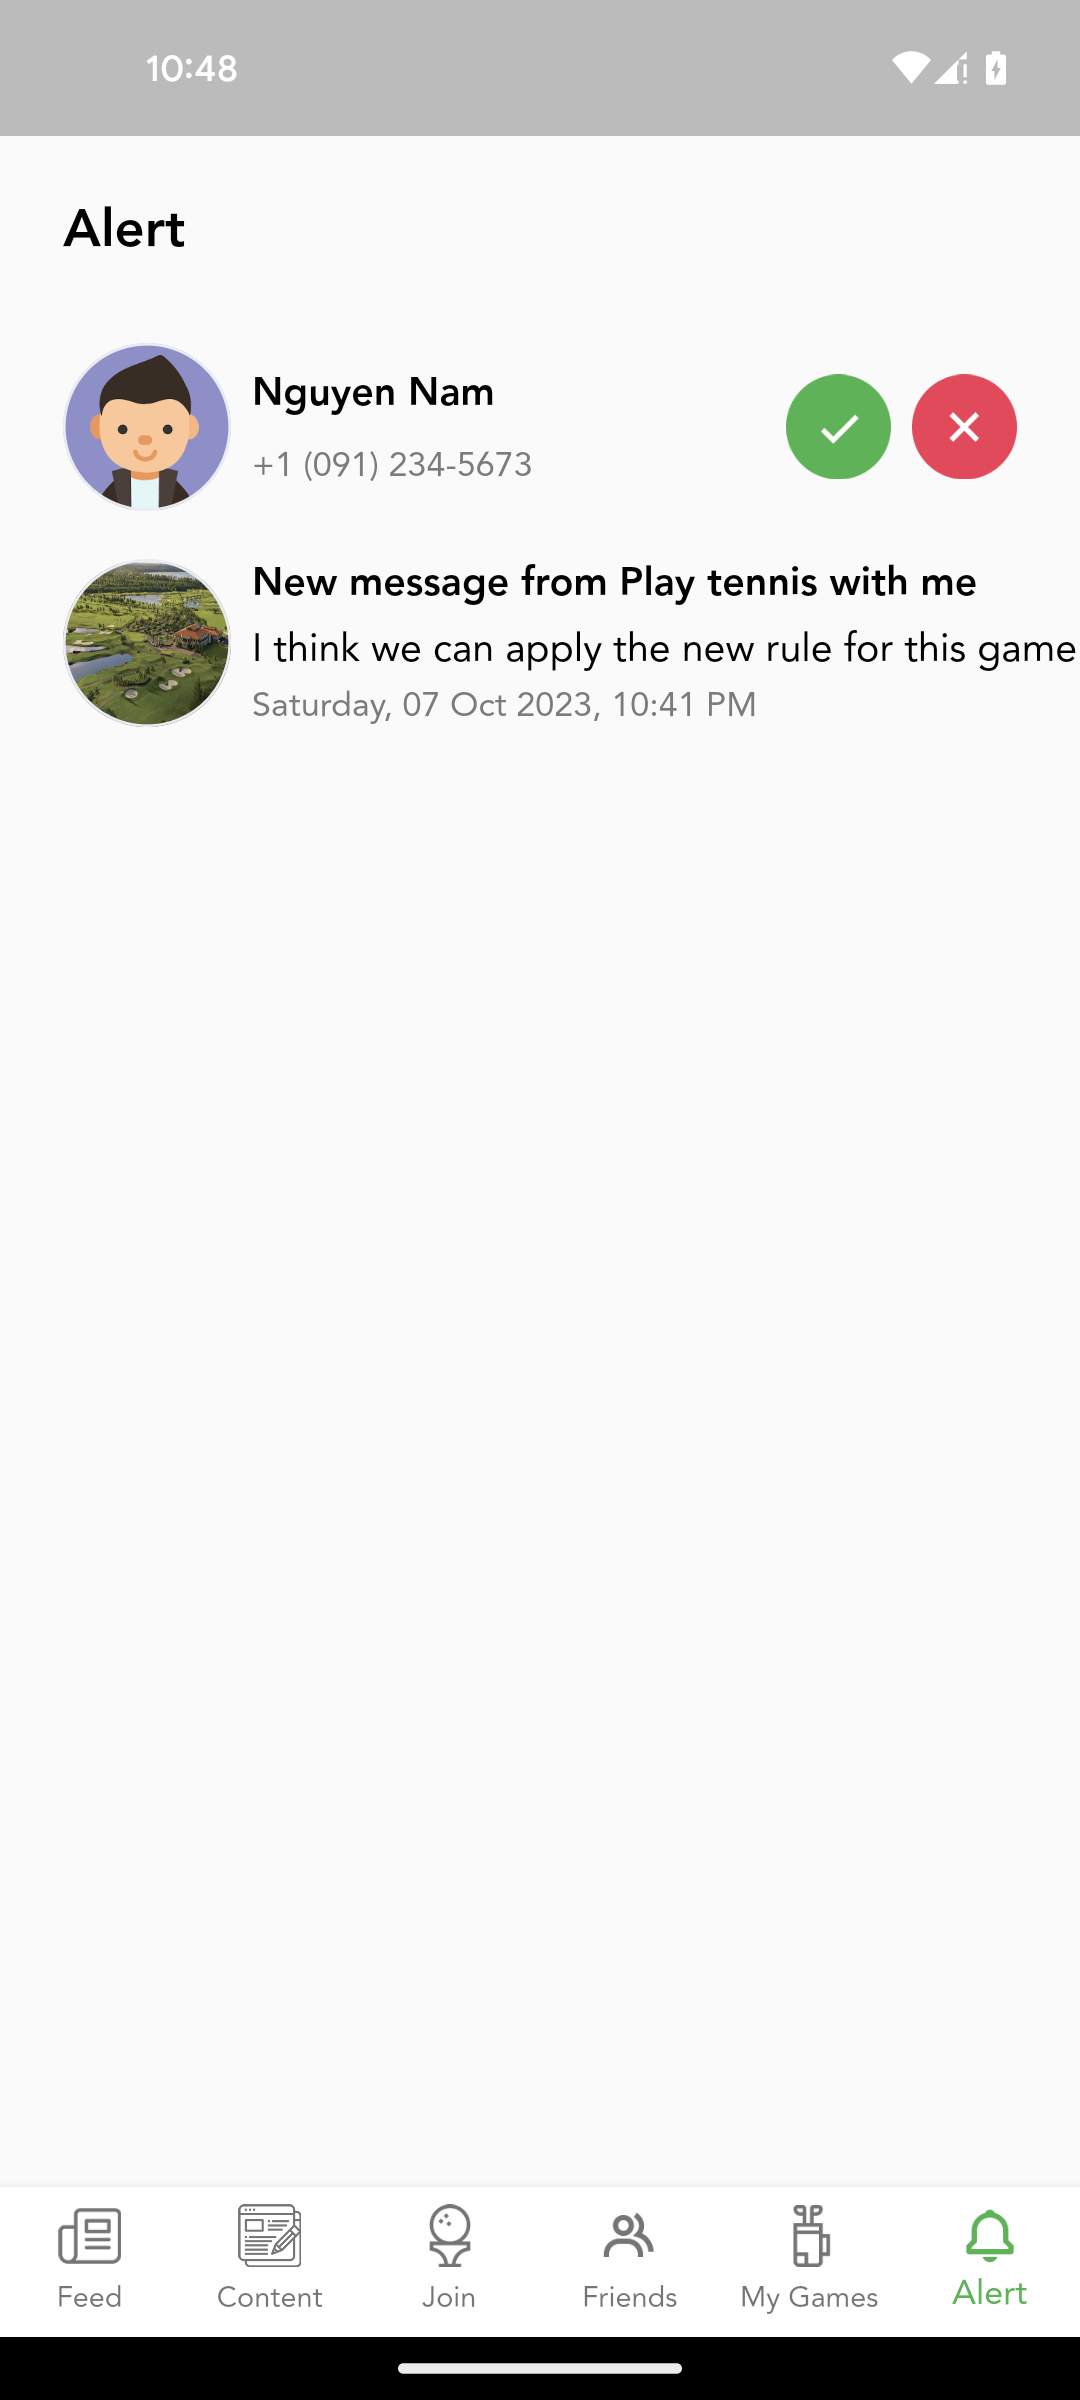 10:48
Alert
Nguyen Nam
+1 (091) 234-5673
New message from Play tennis with me
I think we can apply the new rule for this game
Saturday, 07 Oct 2023, 10:41 PM
Feed
Content
Join
Friends
My Games
Alert